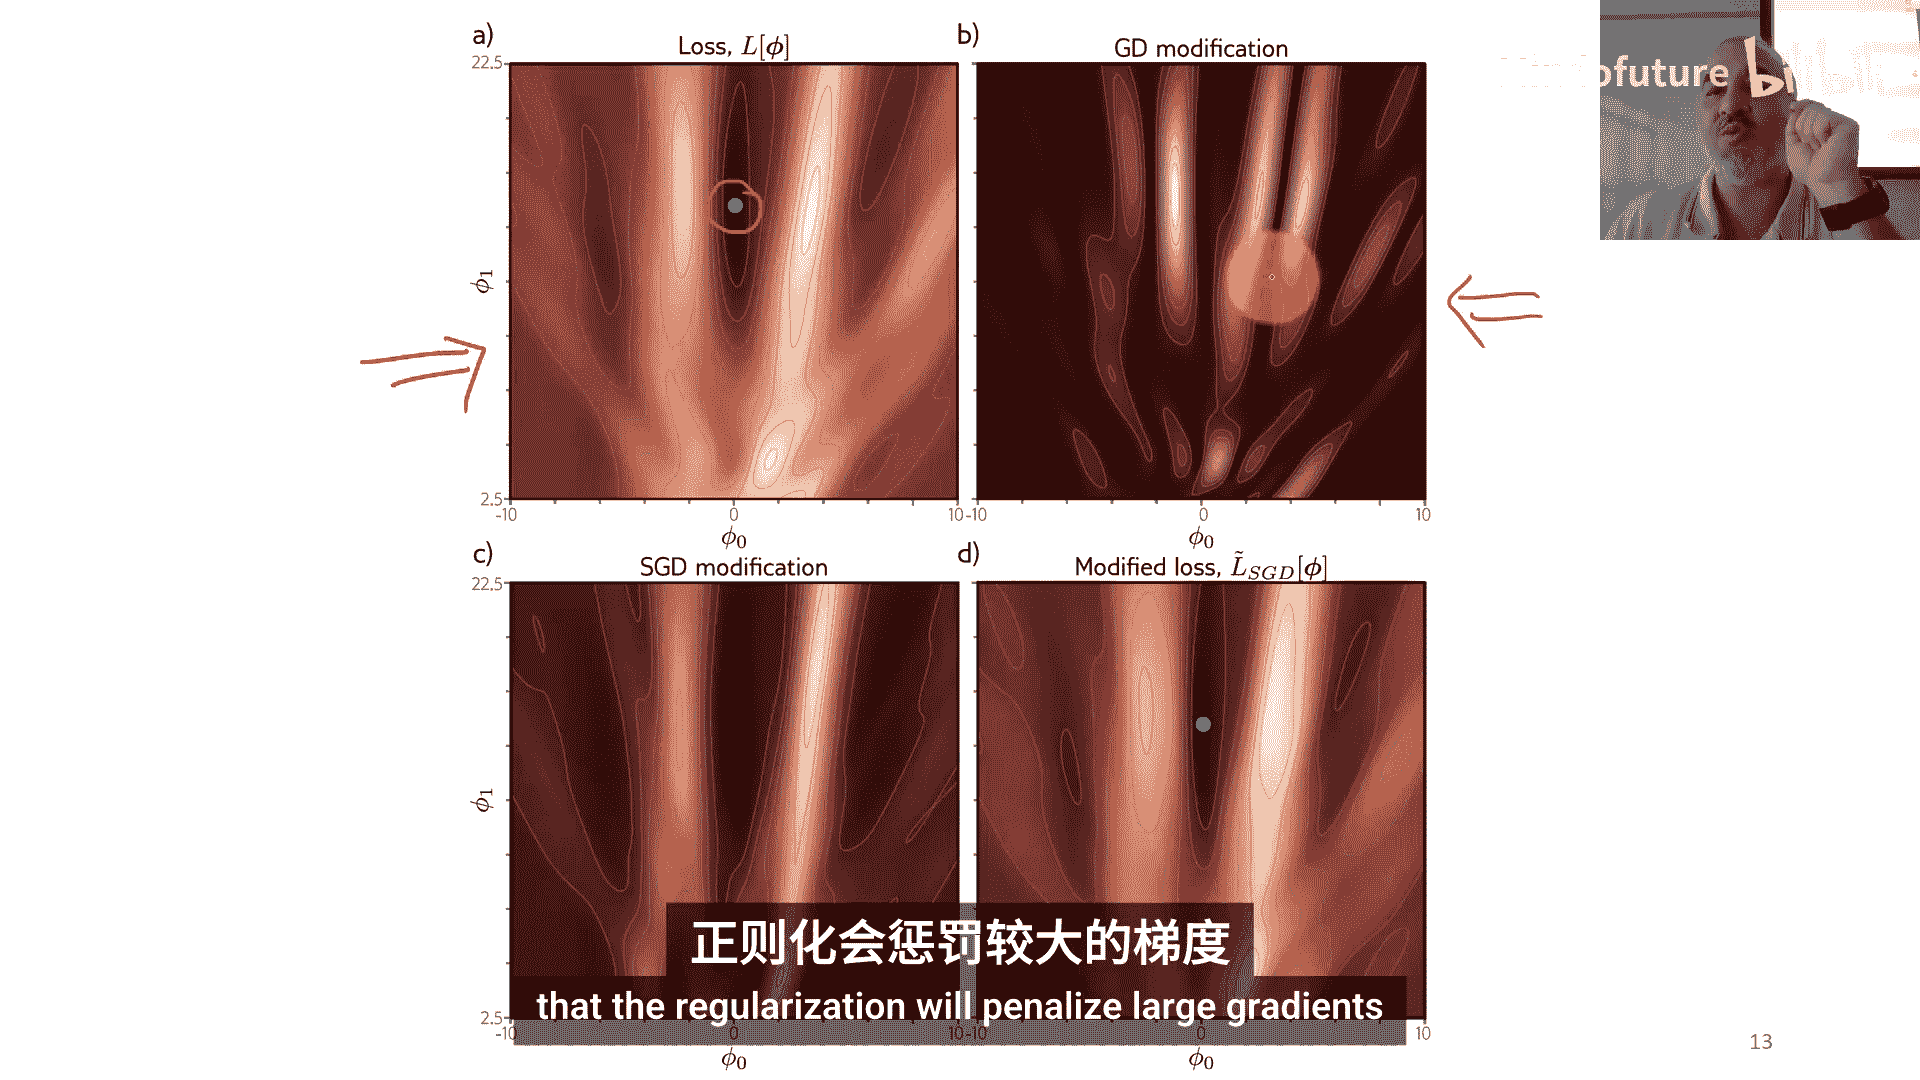 a)
Loss, L[ϕ]
22.5
ϕ1
2.5
-10
0
10
ϕ0
b)
GD modification
-10
0
10
ϕ0
ofuture bilibili
c)
SGD modification
22.5
ϕ1
2.5
-10
0
10
ϕ0
d)
Modified loss, L̃SGD[ϕ]
-10
0
10
ϕ0
正则化会惩罚较大的梯度
that the regularization will penalize large gradients
13